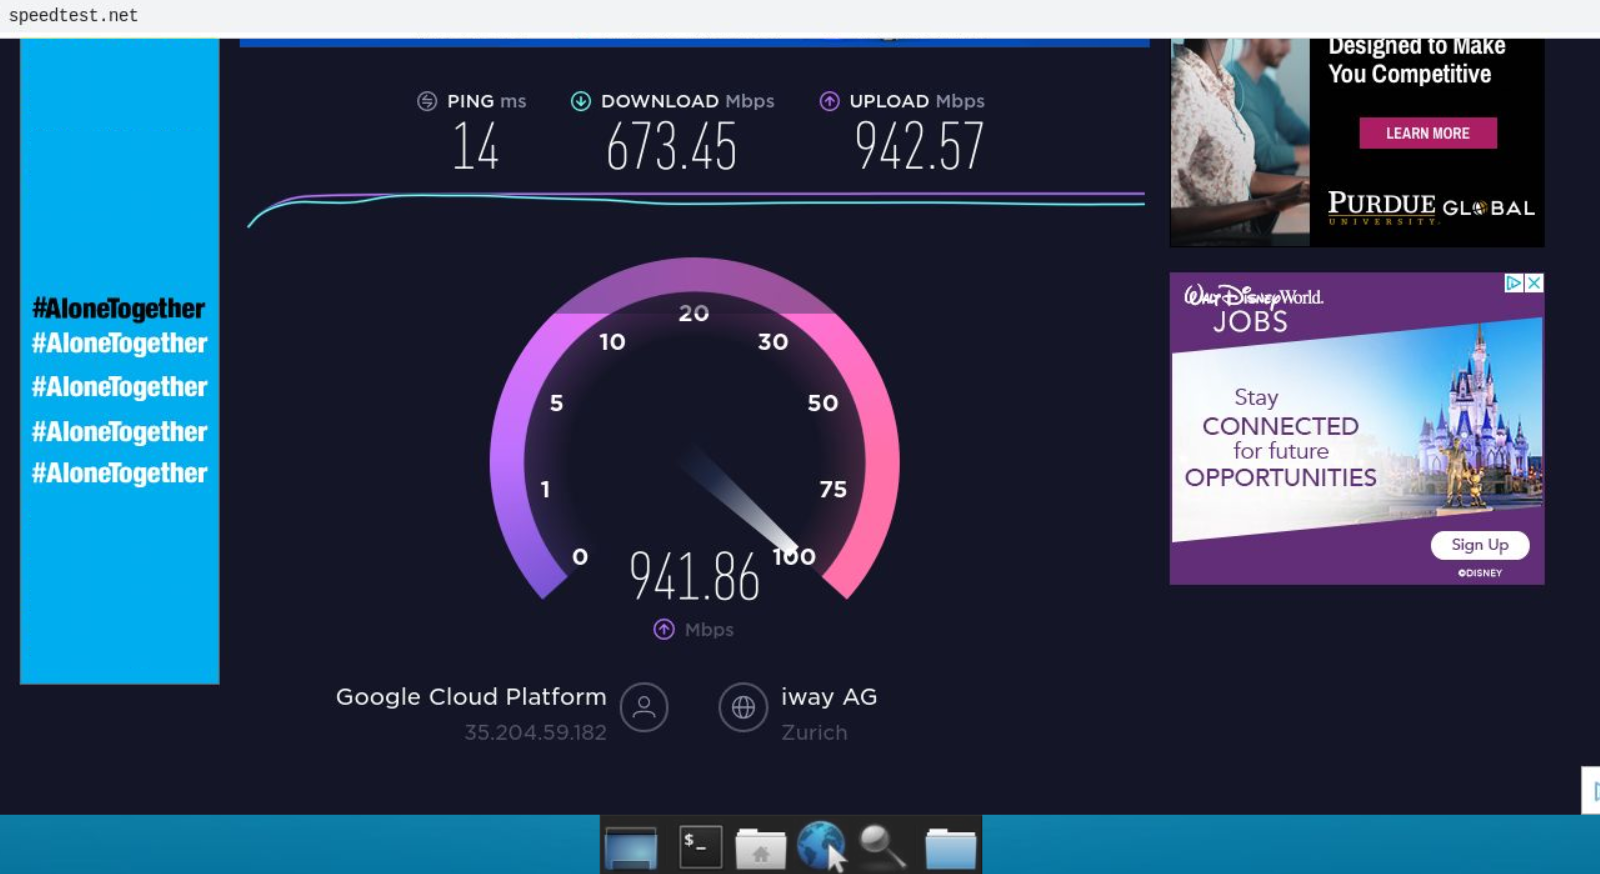 speedtest.net
PING ms
14
DOWNLOAD Mbps
673.45
UPLOAD Mbps
942.57
#AloneTogether
#AloneTogether
#AloneTogether
#AloneTogether
#AloneTogether
0
1
5
10
20
30
50
75
100
941.86
Mbps
Google Cloud Platform
35.204.59.182
iway AG
Zurich
Designed to Make
You Competitive
LEARN MORE
PURDUE GLOBAL
UNIVERSITY
Walt Disney World.
JOBS
Stay
CONNECTED
for future
OPPORTUNITIES
Sign Up
©DISNEY
$_